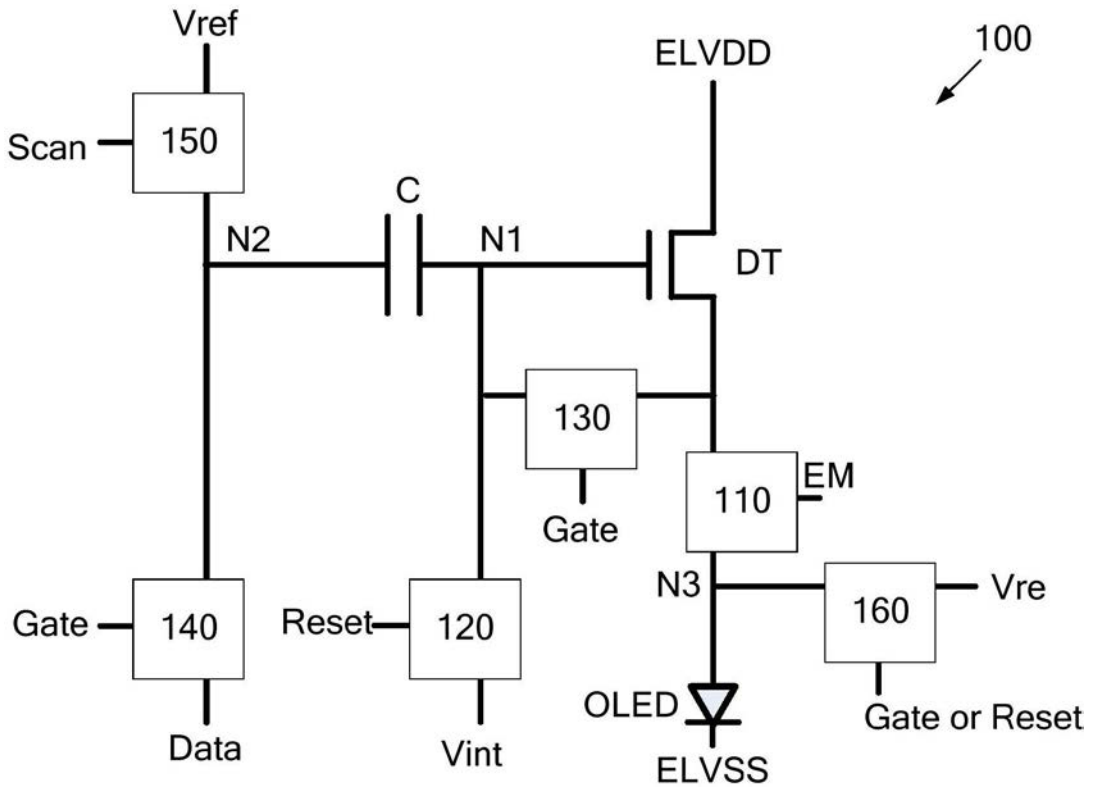 Vref
ELVDD
100
Scan
150
C
N2
N1
DT
130
EM
110
Gate
N3
Vre
160
Gate
140
Reset
120
OLED
Gate or Reset
Data
Vint
ELVSS